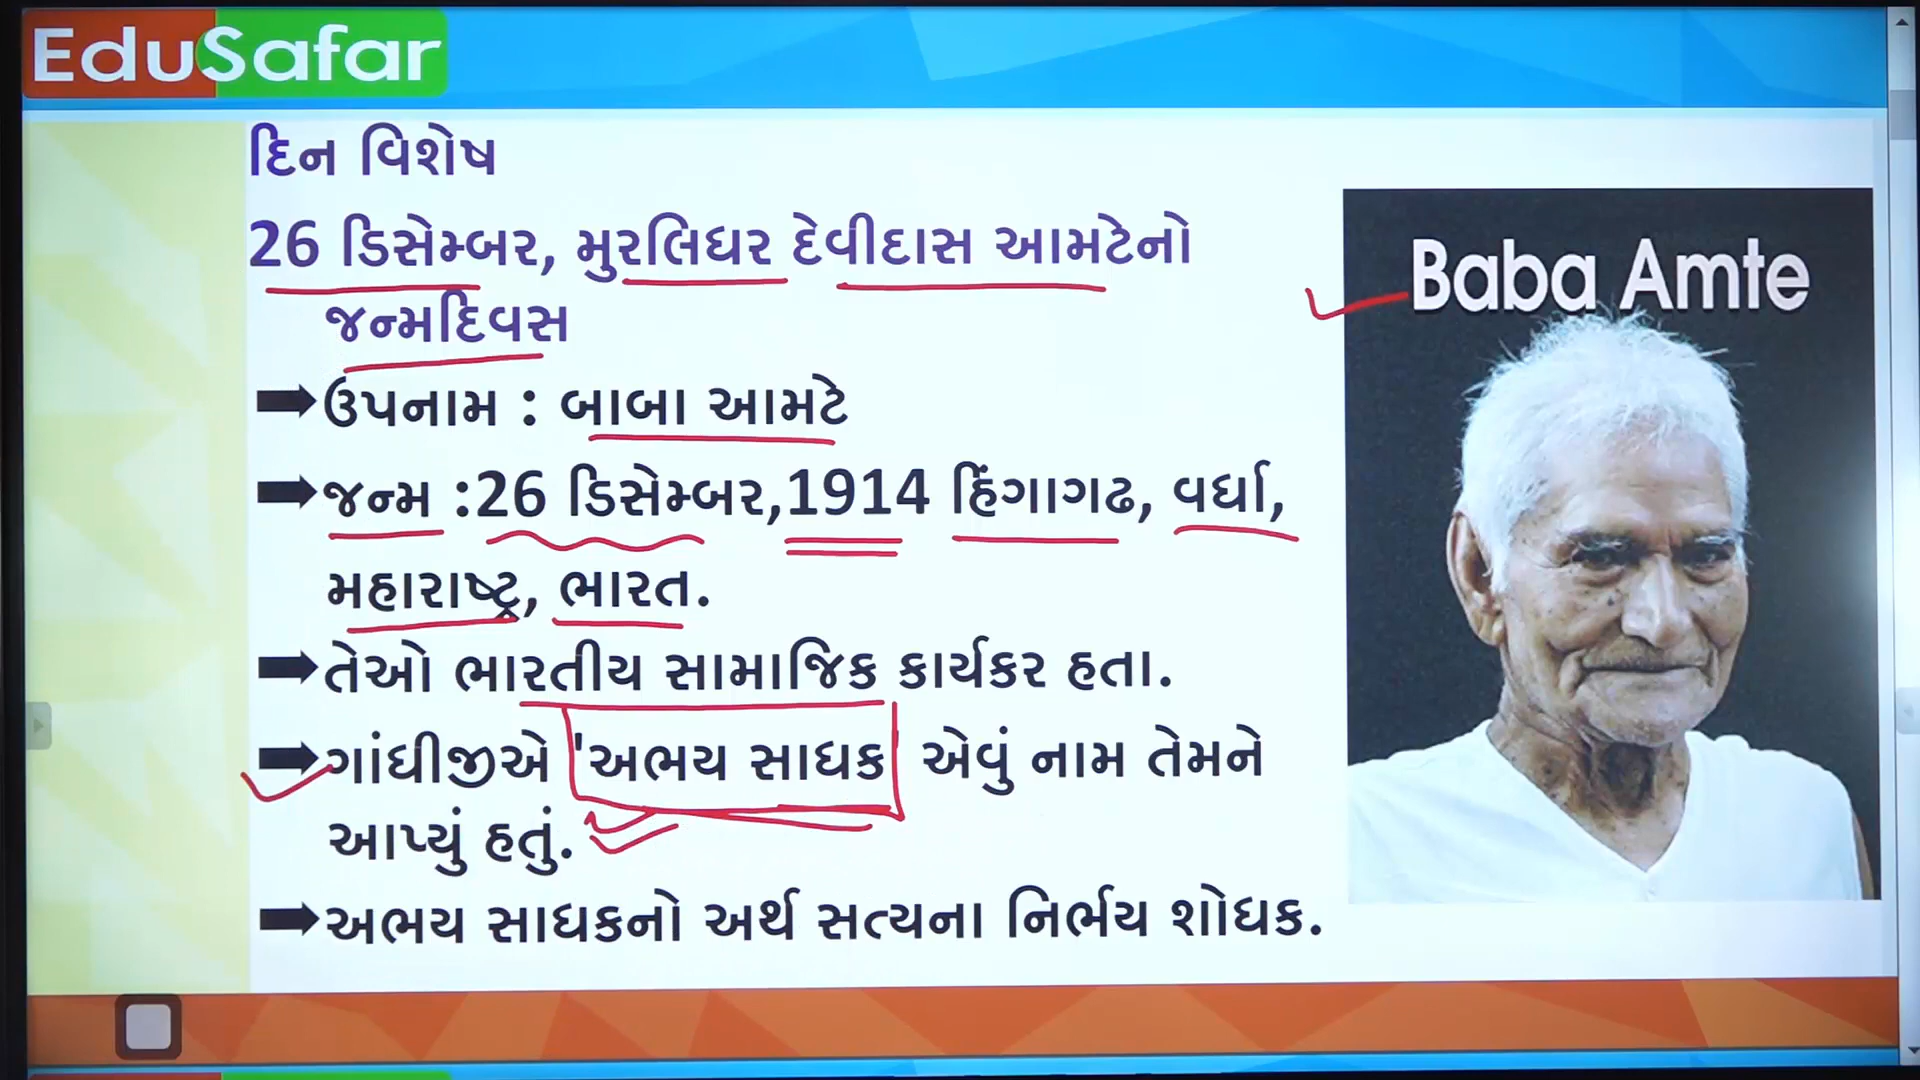 EduSafar
દિન વિશેષ
26 ડિસેમ્બર, મુરલિધર દેવીદાસ આમટેનો
જન્મદિવસ
➡ઉપનામ : બાબા આમટે
➡જન્મ :26 ડિસેમ્બર,1914 હિંગાગઢ, વર્ધા,
મહારાષ્ટ્ર, ભારત.
➡તેઓ ભારતીય સામાજિક કાર્યકર હતા.
➡ગાંધીજીએ 'અભય સાધક' એવું નામ તેમને
આપ્યું હતું.
➡અભય સાધકનો અર્થ સત્યના નિર્ભય શોધક.
Baba Amte